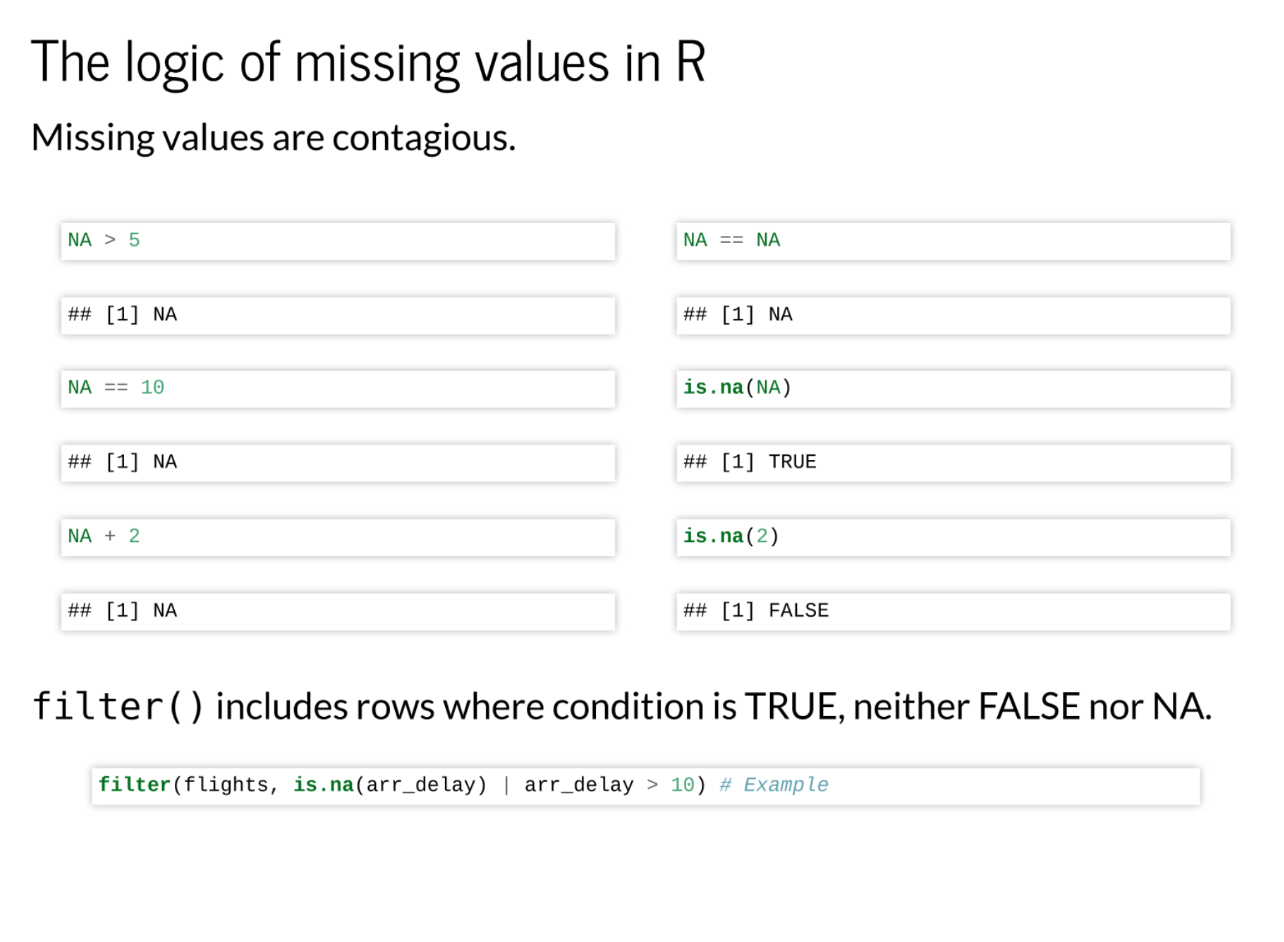 The logic of missing values in R
Missing values are contagious.
NA > 5
## [1] NA
NA == 10
## [1] NA
NA + 2
## [1] NA
NA == NA
## [1] NA
is.na(NA)
## [1] TRUE
is.na(2)
## [1] FALSE
filter() includes rows where condition is TRUE, neither FALSE nor NA.
filter(flights, is.na(arr_delay) | arr_delay > 10) # Example